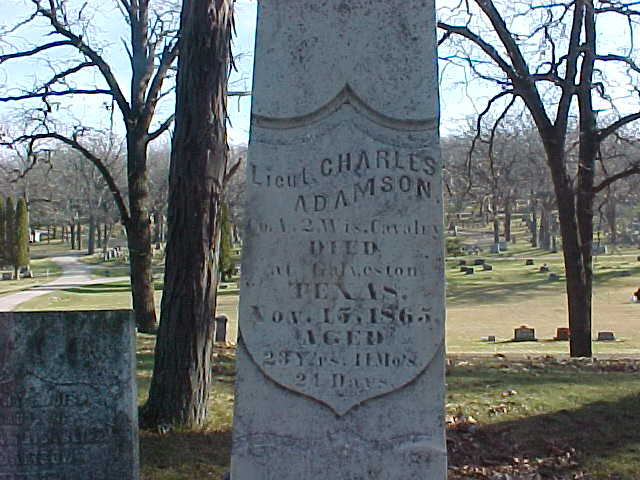 Lieut. CHARLES
ADAMSON.
Co. A. 2. Wis. Cavalry
DIED
at Galveston
TEXAS.
Nov. 15, 1865.
AGED
23 Yrs. 11 Mo's.
21 Days.